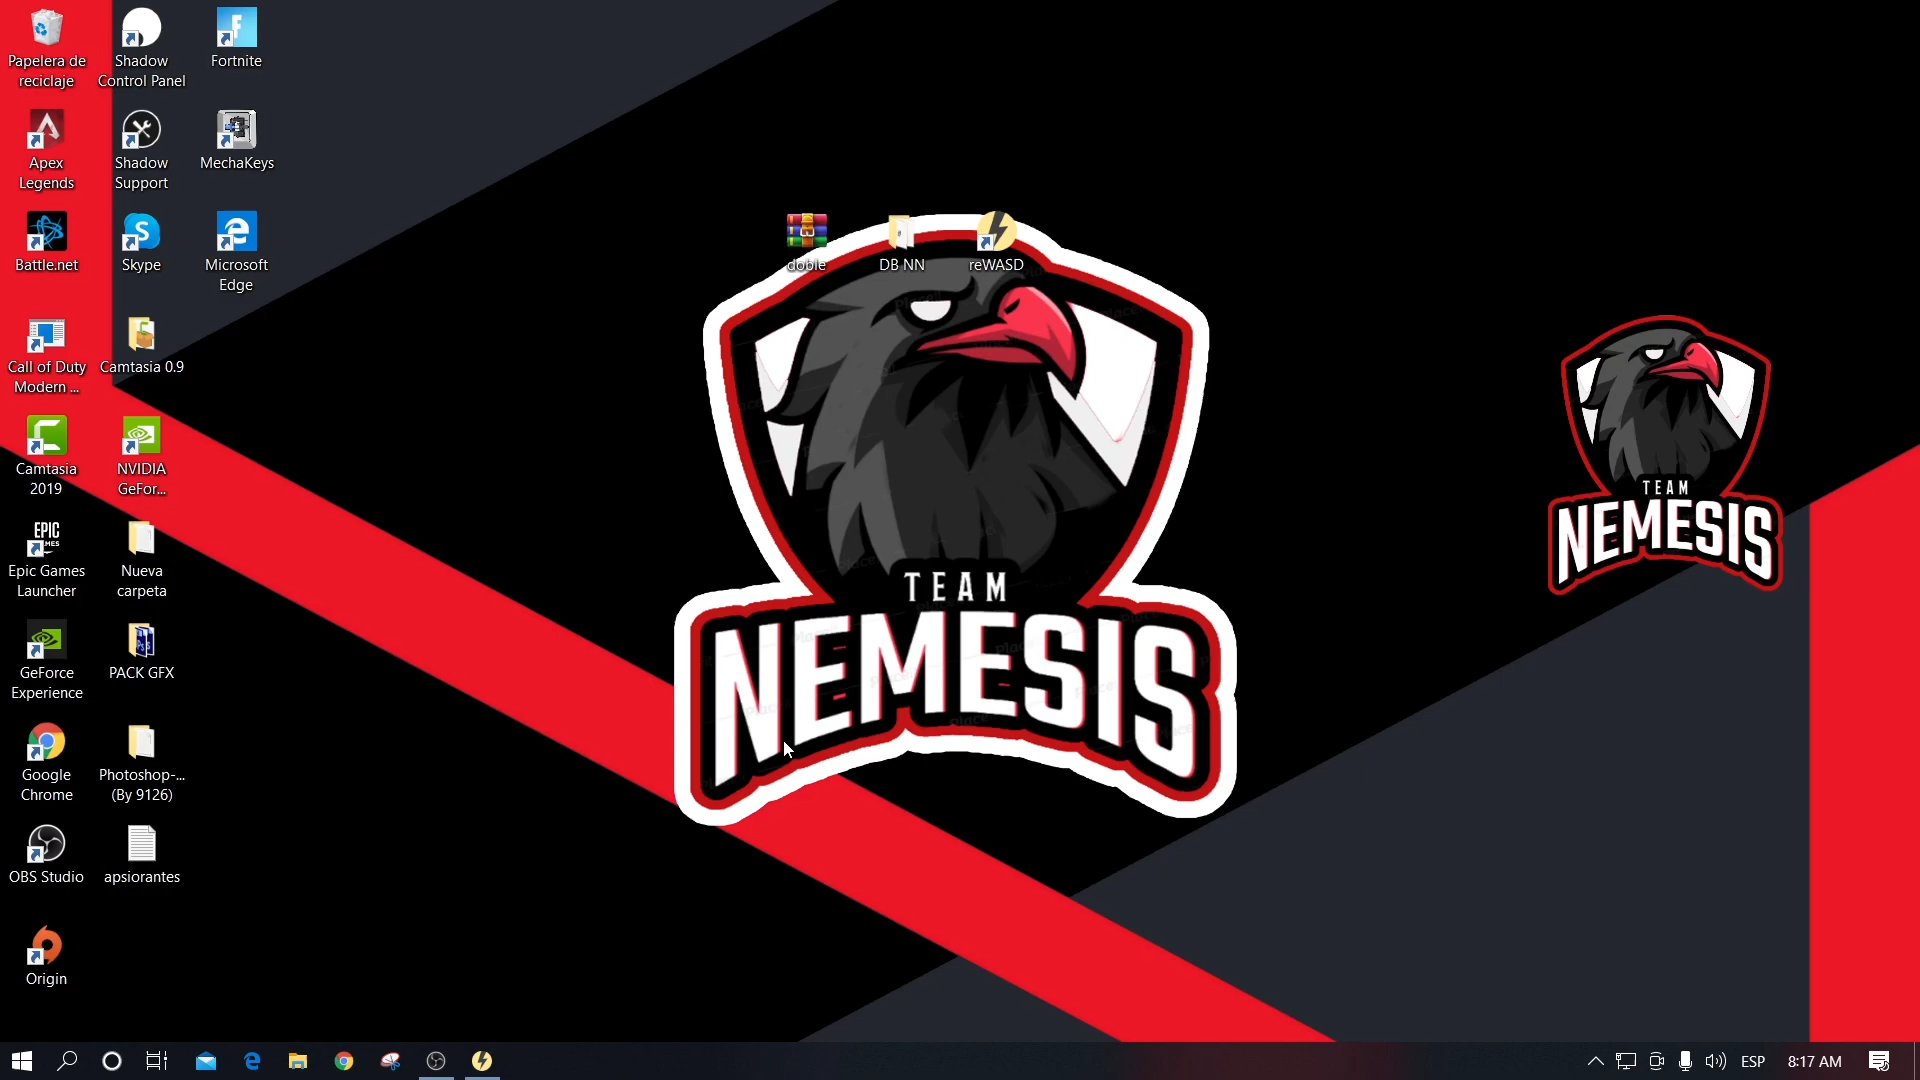 Papelera de
reciclaje
Shadow
Control Panel
Fortnite
Apex
Legends
Shadow
Support
MechaKeys
Battle.net
Skype
Microsoft
Edge
doble
DB NN
reWASD
Call of Duty
Modern ...
Camtasia 0.9
Camtasia
2019
NVIDIA
GeFor...
EPIC
Epic Games
Launcher
Nueva
carpeta
GeForce
Experience
PACK GFX
Google
Chrome
Photoshop-...
(By 9126)
OBS Studio
apsiorantes
Origin
TEAM
NEMESIS
TEAM
NEMESIS
ESP
8:17 AM